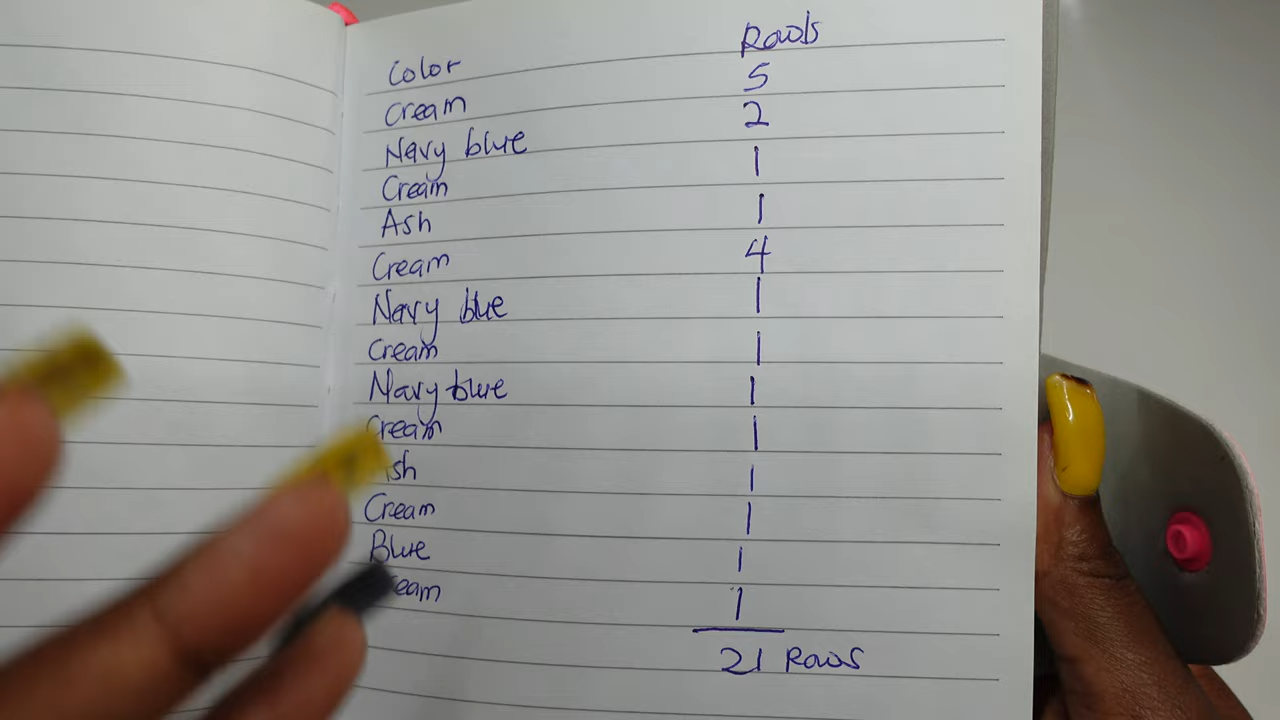 Color Rows
Cream 5
Navy blue 2
Cream 1
Ash 1
Cream 4
Navy blue 1
Cream 1
Navy blue 1
Cream 1
sh 1
Cream 1
Blue 1
eam 1
21 Rows